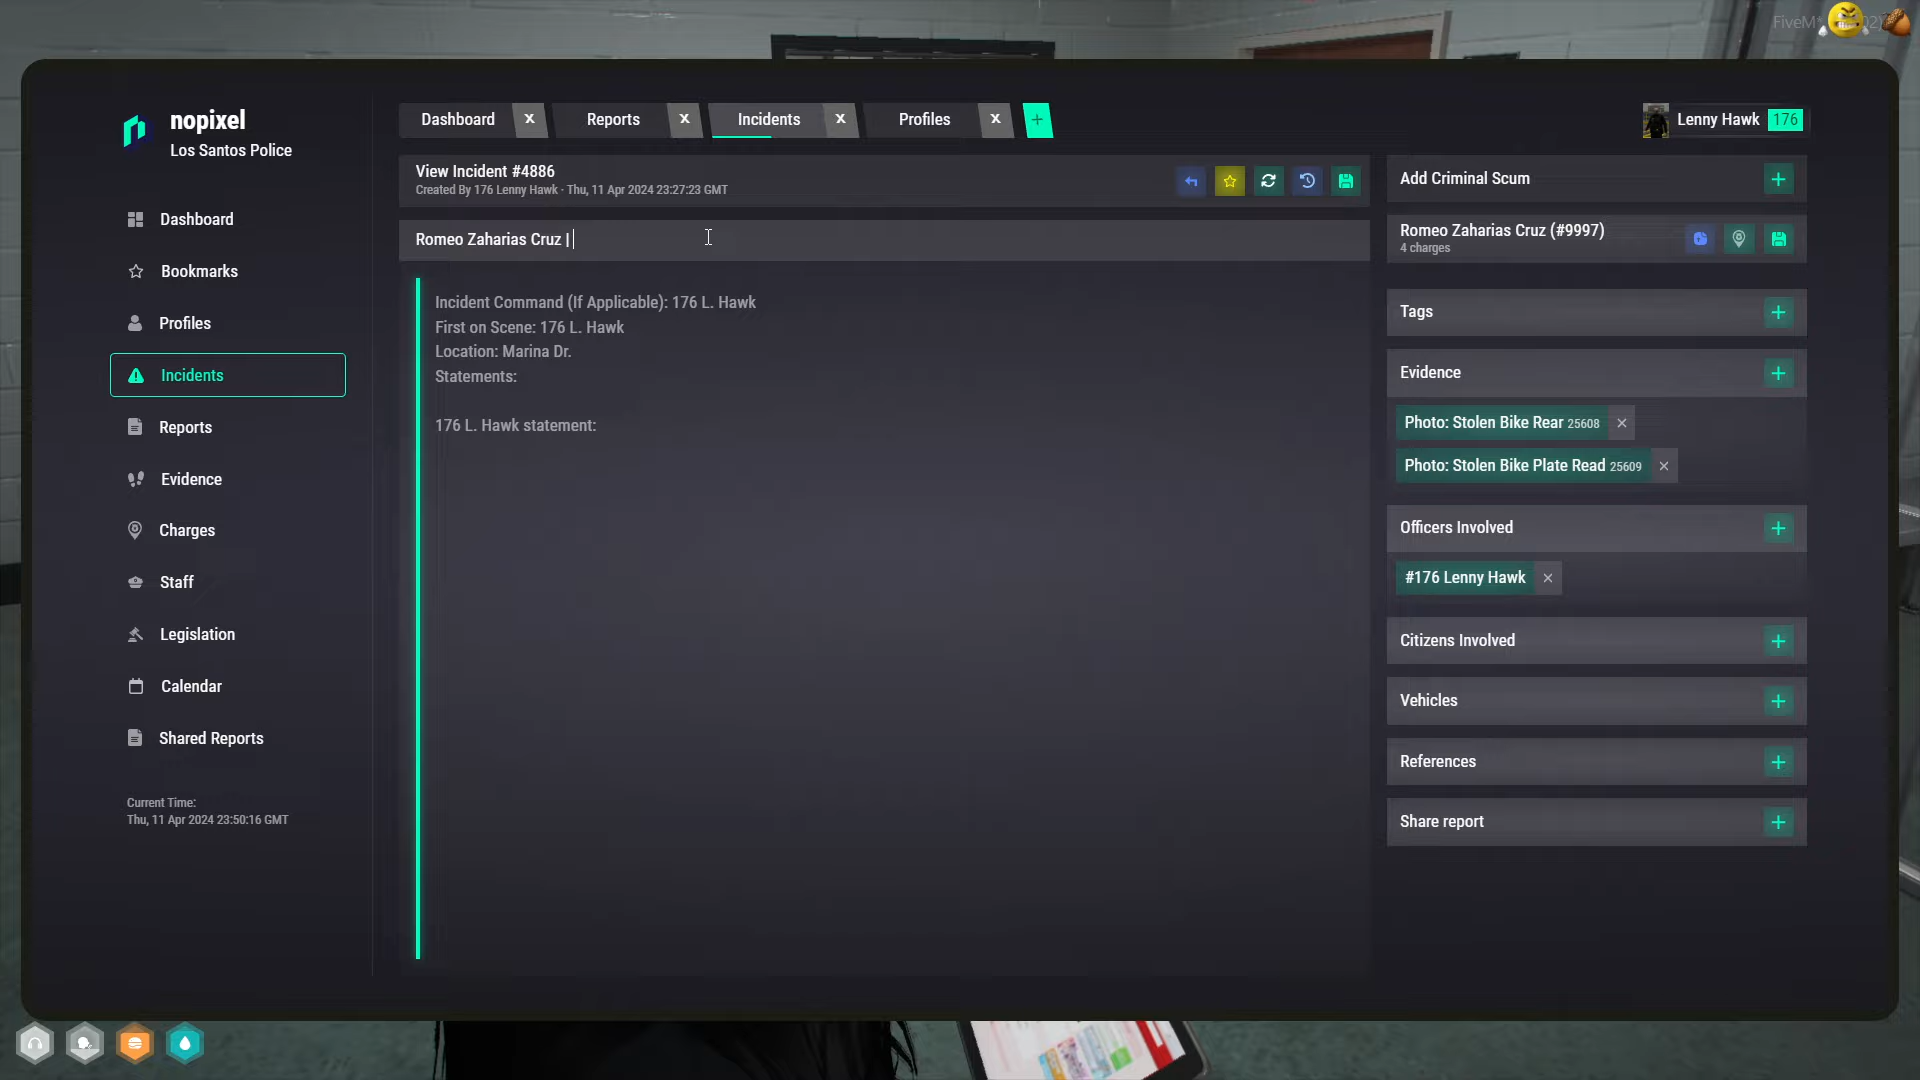 FiveM
nopixel
Los Santos Police
Dashboard
Bookmarks
Profiles
Incidents
Reports
Evidence
Charges
Staff
Legislation
Calendar
Shared Reports
Current Time:
Thu, 11 Apr 2024 23:50:16 GMT
Dashboard x
Reports x
Incidents x
Profiles x
+
Lenny Hawk 176
View Incident #4886
Created By 176 Lenny Hawk - Thu, 11 Apr 2024 23:27:23 GMT
Romeo Zaharias Cruz |
Incident Command (If Applicable): 176 L. Hawk
First on Scene: 176 L. Hawk
Location: Marina Dr.
Statements:
176 L. Hawk statement:
Add Criminal Scum
Romeo Zaharias Cruz (#9997)
4 charges
Tags
Evidence
Photo: Stolen Bike Rear 25608
Photo: Stolen Bike Plate Read 25609
Officers Involved
#176 Lenny Hawk
Citizens Involved
Vehicles
References
Share report